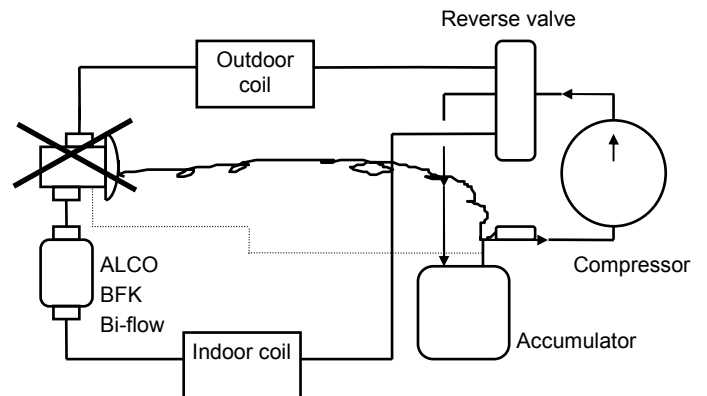 Reverse valve
Outdoor
coil
ALCO
BFK
Bi-flow
Compressor
Accumulator
Indoor coil